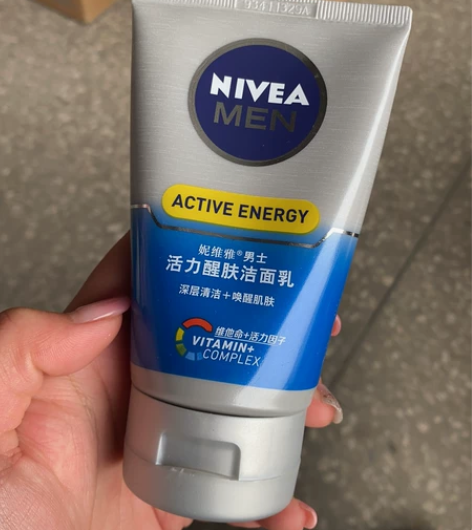 NIVEA
MEN
ACTIVE ENERGY
妮维雅®男士
活力醒肤洁面乳
深层清洁+唤醒肌肤
维他命+活力因子
VITAMIN+
COMPLEX